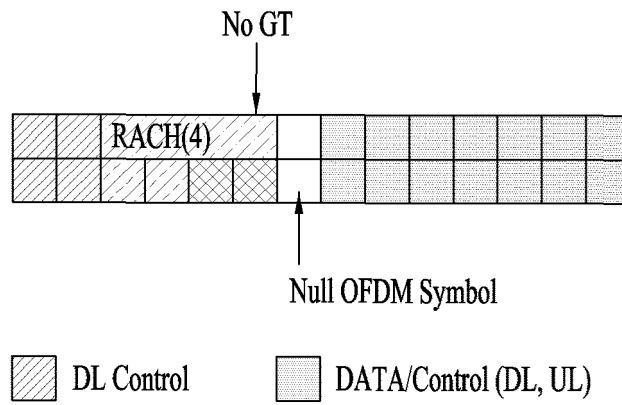 No GT
RACH(4)
Null OFDM Symbol
DL Control
DATA/Control (DL, UL)